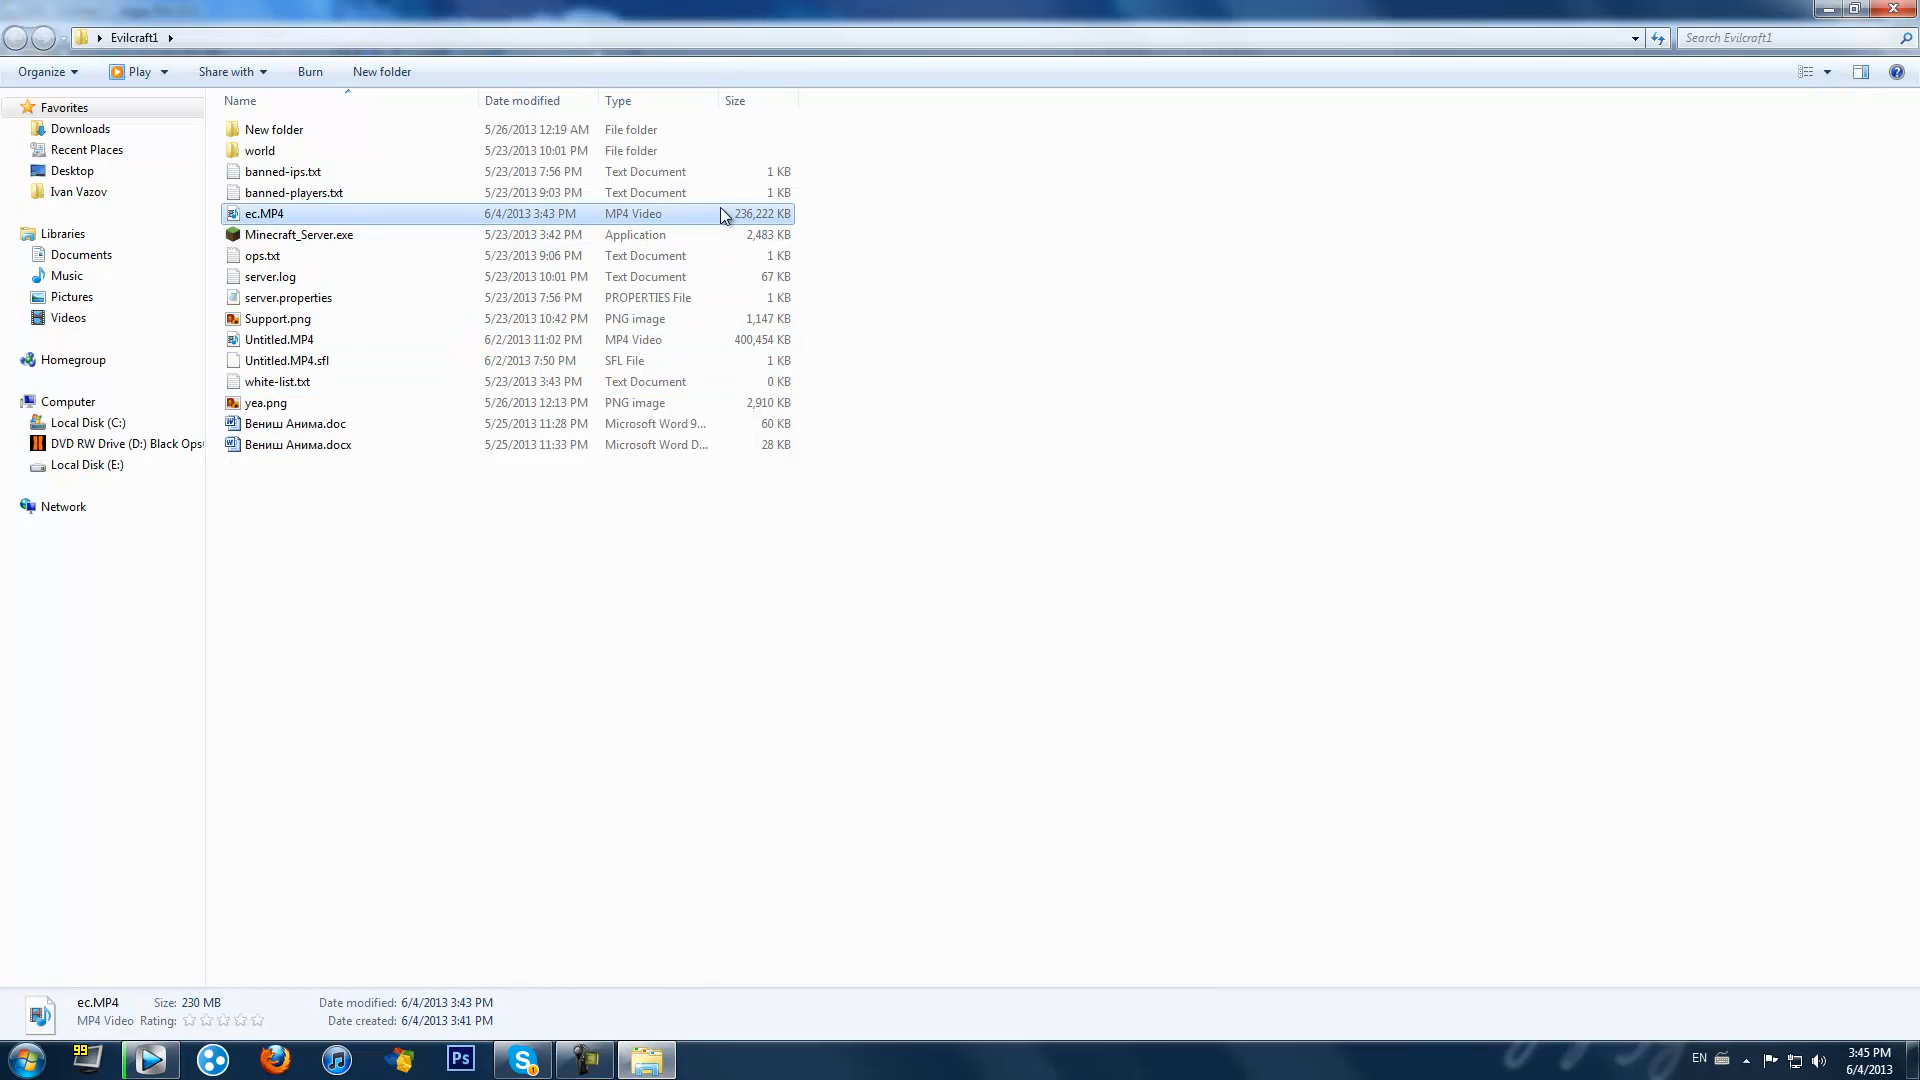 Evilcraft1
Search Evilcraft1
Organize Play Share with Burn New folder
Name Date modified Type Size
Favorites
Downloads
Recent Places
Desktop
Ivan Vazov
Libraries
Documents
Music
Pictures
Videos
Homegroup
Computer
Local Disk (C:)
DVD RW Drive (D:) Black Ops
Local Disk (E:)
Network
New folder 5/26/2013 12:19 AM File folder
world 5/23/2013 10:01 PM File folder
banned-ips.txt 5/23/2013 7:56 PM Text Document 1 KB
banned-players.txt 5/23/2013 9:03 PM Text Document 1 KB
ec.MP4 6/4/2013 3:43 PM MP4 Video 236,222 KB
Minecraft_Server.exe 5/23/2013 3:42 PM Application 2,483 KB
ops.txt 5/23/2013 9:06 PM Text Document 1 KB
server.log 5/23/2013 10:01 PM Text Document 67 KB
server.properties 5/23/2013 7:56 PM PROPERTIES File 1 KB
Support.png 5/23/2013 10:42 PM PNG image 1,147 KB
Untitled.MP4 6/2/2013 11:02 PM MP4 Video 400,454 KB
Untitled.MP4.sfl 6/2/2013 7:50 PM SFL File 1 KB
white-list.txt 5/23/2013 3:43 PM Text Document 0 KB
yea.png 5/26/2013 12:13 PM PNG image 2,910 KB
Вениш Анима.doc 5/25/2013 11:28 PM Microsoft Word 9... 60 KB
Вениш Анима.docx 5/25/2013 11:33 PM Microsoft Word D... 28 KB
ec.MP4 Size: 230 MB Date modified: 6/4/2013 3:43 PM
MP4 Video Rating: Date created: 6/4/2013 3:41 PM
99
Ps
EN
3:45 PM
6/4/2013